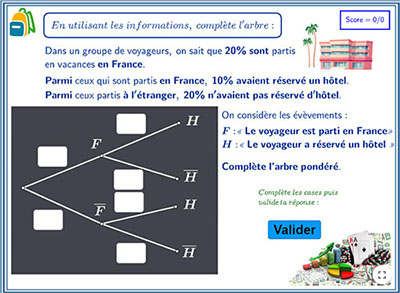 En utilisant les informations, complète l'arbre :
Score = 0/0
Dans un groupe de voyageurs, on sait que 20% sont partis
en vacances en France.
Parmi ceux qui sont partis en France, 10% avaient réservé un hôtel.
Parmi ceux partis à l'étranger, 20% n'avaient pas réservé d'hôtel.
On considère les évèvements :
F : « Le voyageur est parti en France »
H : « Le voyageur a réservé un hôtel »
Complète l'arbre pondéré.
H
F
H̅
F̅
H
H̅
Complète les cases puis
valide ta réponse :
Valider